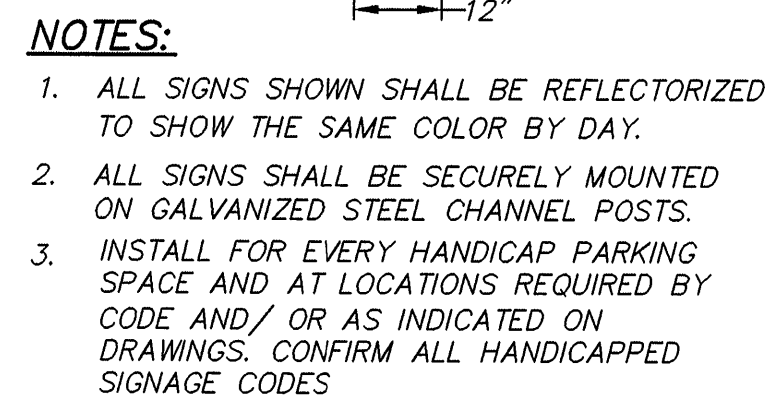 12"
NOTES:
1. ALL SIGNS SHOWN SHALL BE REFLECTORIZED
TO SHOW THE SAME COLOR BY DAY.
2. ALL SIGNS SHALL BE SECURELY MOUNTED
ON GALVANIZED STEEL CHANNEL POSTS.
3. INSTALL FOR EVERY HANDICAP PARKING
SPACE AND AT LOCATIONS REQUIRED BY
CODE AND/ OR AS INDICATED ON
DRAWINGS. CONFIRM ALL HANDICAPPED
SIGNAGE CODES